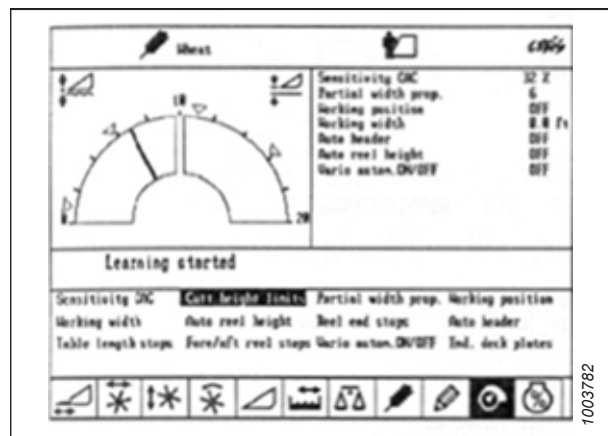 Wheat
Sensitivity CAC 32 %
Partial width prop. 6
Working position OFF
Working width 0.0 ft
Auto header OFF
Auto reel height OFF
Vario autom.ON/OFF OFF
10
0
20
Learning started
Sensitivity CAC Cutt.height limits Partial width prop. Working position
Working width Auto reel height Reel end stops Auto header
Table length stops Fore/aft reel stops Vario autom.ON/OFF End. deck plates
1003782